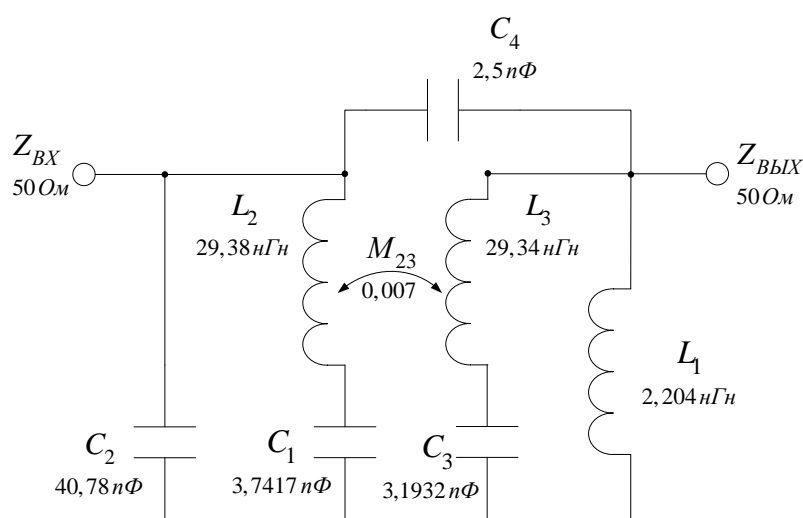 C4
2,5 пФ
ZВХ
50 Ом
ZВЫХ
50 Ом
L2
29,38 нГн
L3
29,34 нГн
M23
0,007
L1
2,204 нГн
C2
40,78 пФ
C1
3,7417 пФ
C3
3,1932 пФ